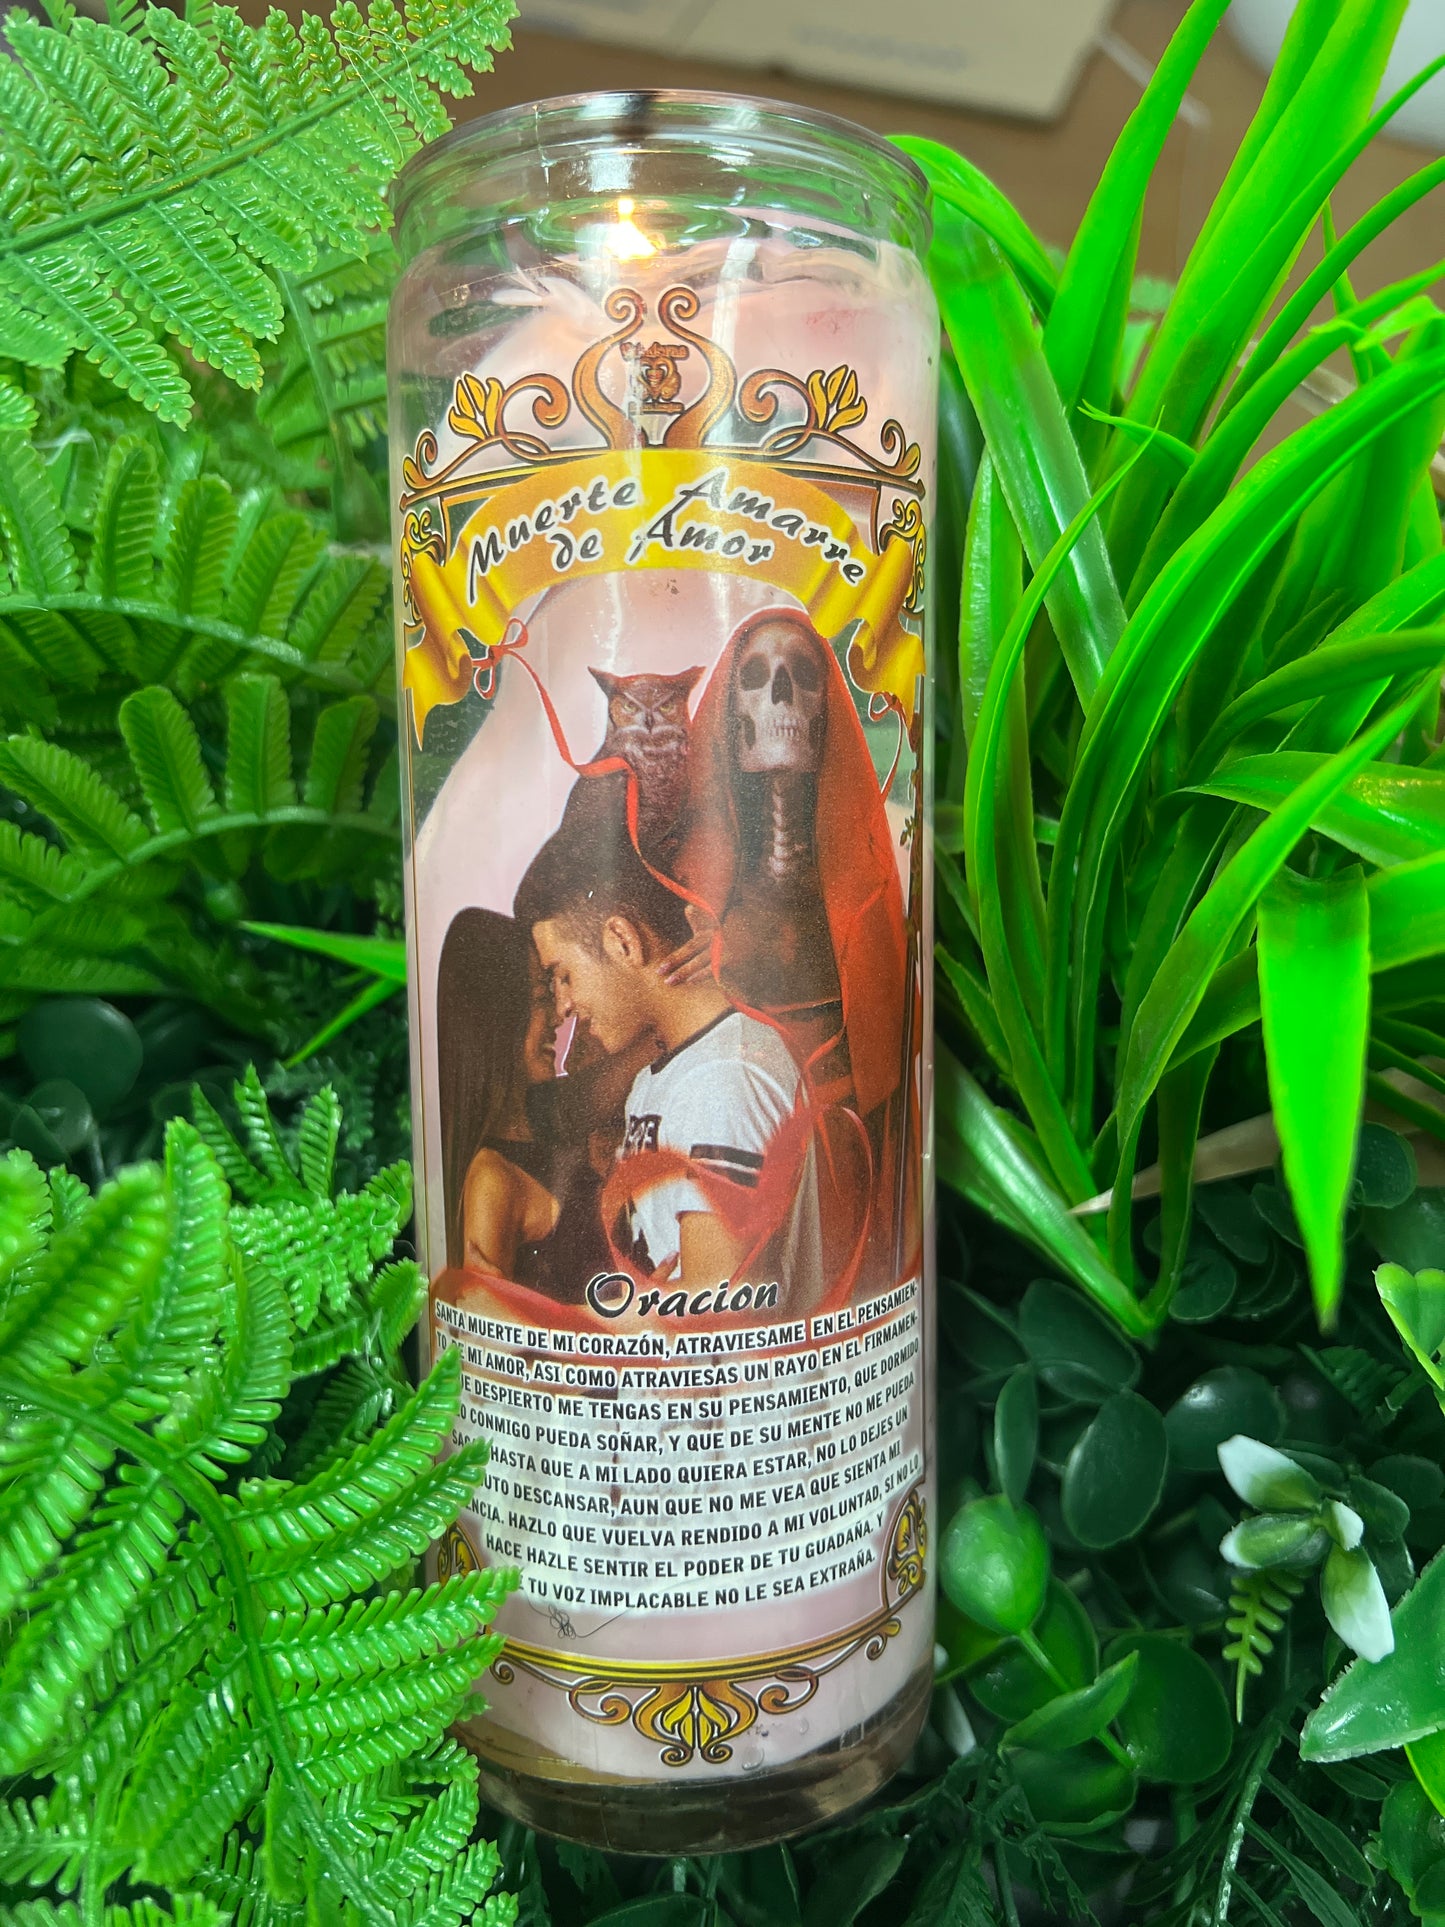 Muerte Amarre
de Amor
Oracion
SANTA MUERTE DE MI CORAZÓN, ATRAVIESAME EN EL PENSAMIEN-
TO DE MI AMOR, ASI COMO ATRAVIESAS UN RAYO EN EL FIRMAMEN-
DESPIERTO ME TENGAS EN SU PENSAMIENTO, QUE DORMIDO
CONMIGO PUEDA SOÑAR, Y QUE DE SU MENTE NO ME PUEDA
HASTA QUE A MI LADO QUIERA ESTAR, NO LO DEJES UN
DESCANSAR, AUN QUE NO ME VEA QUE SIENTA MI
HAZLO QUE VUELVA RENDIDO A MI VOLUNTAD, SI NO LO
HACE HAZLE SENTIR EL PODER DE TU GUADAÑA. Y
TU VOZ IMPLACABLE NO LE SEA EXTRAÑA.